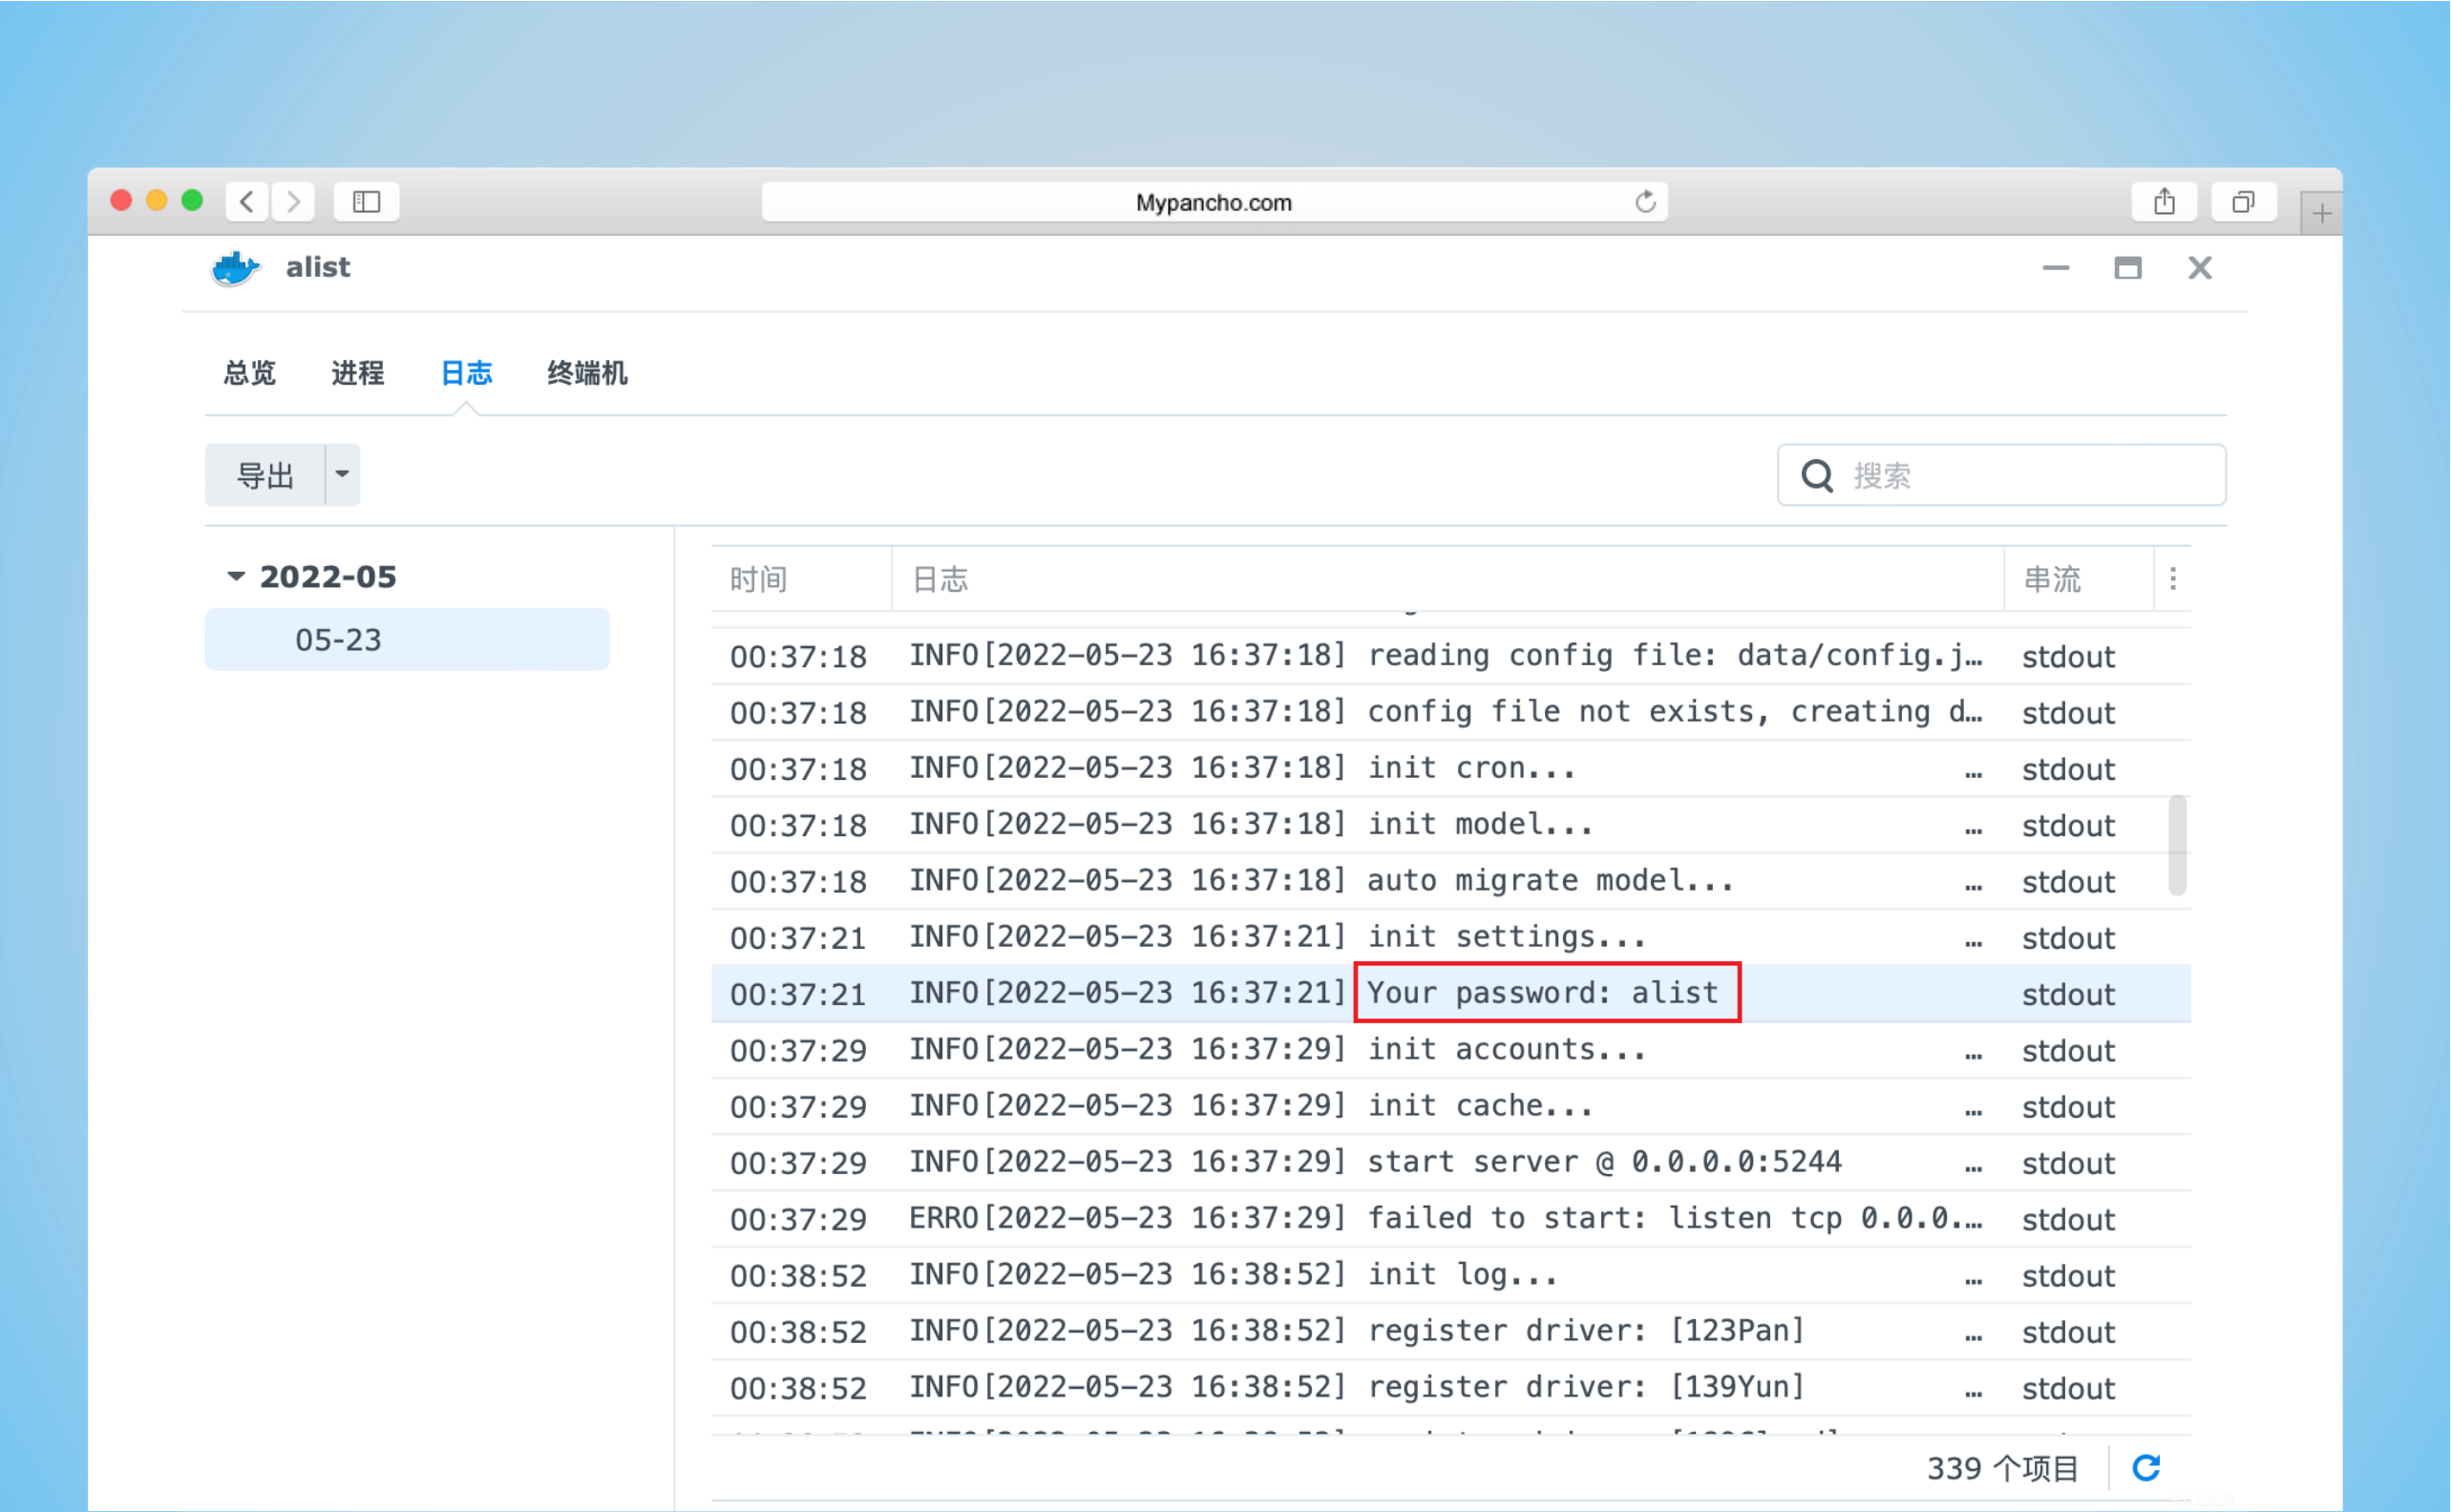 Mypancho.com
alist
总览 进程 日志 终端机
导出 搜索
2022-05
05-23
时间 日志 串流
00:37:18 INFO[2022-05-23 16:37:18] reading config file: data/config.j… stdout
00:37:18 INFO[2022-05-23 16:37:18] config file not exists, creating d… stdout
00:37:18 INFO[2022-05-23 16:37:18] init cron... … stdout
00:37:18 INFO[2022-05-23 16:37:18] init model... … stdout
00:37:18 INFO[2022-05-23 16:37:18] auto migrate model... … stdout
00:37:21 INFO[2022-05-23 16:37:21] init settings... … stdout
00:37:21 INFO[2022-05-23 16:37:21] Your password: alist stdout
00:37:29 INFO[2022-05-23 16:37:29] init accounts... … stdout
00:37:29 INFO[2022-05-23 16:37:29] init cache... … stdout
00:37:29 INFO[2022-05-23 16:37:29] start server @ 0.0.0.0:5244 … stdout
00:37:29 ERRO[2022-05-23 16:37:29] failed to start: listen tcp 0.0.0.… stdout
00:38:52 INFO[2022-05-23 16:38:52] init log... … stdout
00:38:52 INFO[2022-05-23 16:38:52] register driver: [123Pan] … stdout
00:38:52 INFO[2022-05-23 16:38:52] register driver: [139Yun] … stdout
339 个项目